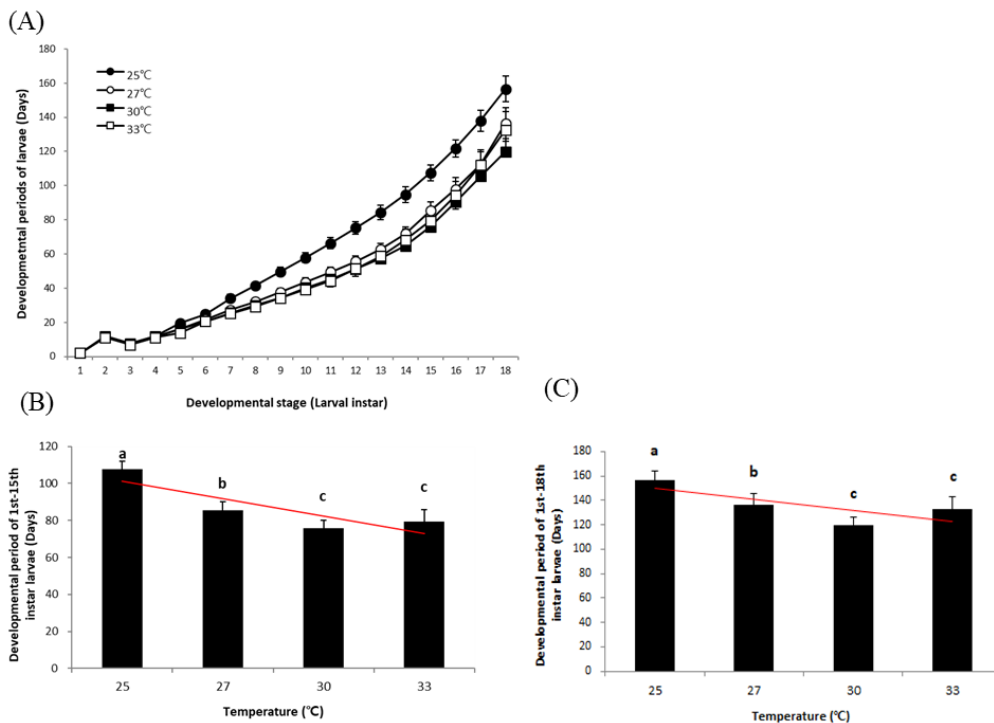 (A)
180
160
140
120
100
80
60
40
20
0
Developmetntal periods of larvae (Days)
25℃
27℃
30℃
33℃
1 2 3 4 5 6 7 8 9 10 11 12 13 14 15 16 17 18
Developmental stage (Larval instar)
(B)
120
100
80
60
40
20
0
Developmental period of 1st-15th
instar larvae (Days)
a
b
c
c
25 27 30 33
Temperature (℃)
(C)
180
160
140
120
100
80
60
40
20
0
Developmental period of 1st-18th
instar larvae (Days)
a
b
c
c
25 27 30 33
Temperature (℃)